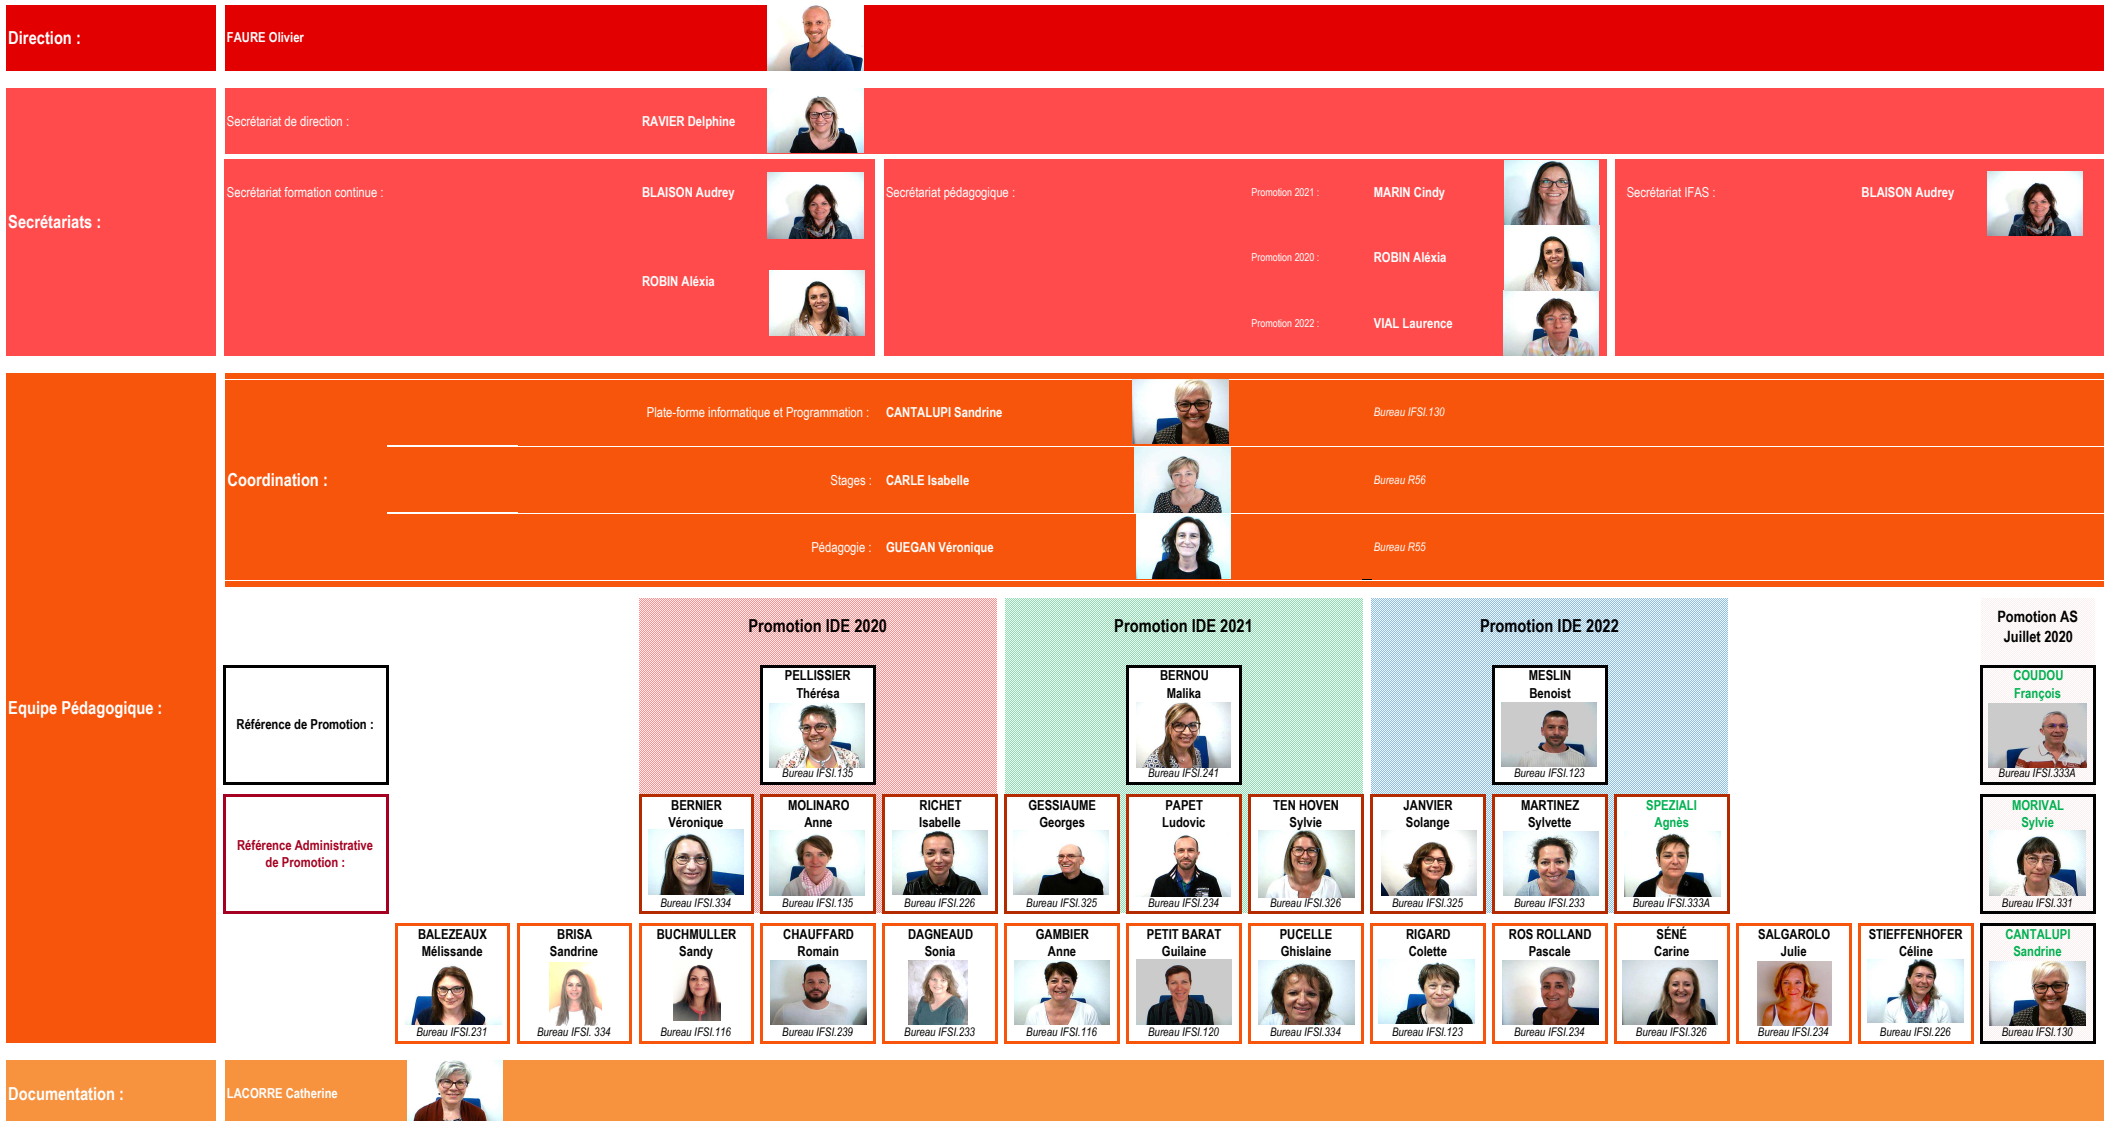 Direction :
FAURE Olivier
Secrétariats :
Secrétariat de direction :
RAVIER Delphine
Secrétariat formation continue :
BLAISON Audrey
ROBIN Aléxia
Secrétariat pédagogique :
Promotion 2021 :
MARIN Cindy
Promotion 2020 :
ROBIN Aléxia
Promotion 2022 :
VIAL Laurence
Secrétariat IFAS :
BLAISON Audrey
Equipe Pédagogique :
Coordination :
Plate-forme informatique et Programmation :
CANTALUPI Sandrine
Bureau IFSI.130
Stages :
CARLE Isabelle
Bureau R56
Pédagogie :
GUEGAN Véronique
Bureau R55
Promotion IDE 2020
Promotion IDE 2021
Promotion IDE 2022
Pomotion AS
Juillet 2020
Référence de Promotion :
PELLISSIER
Thérésa
Bureau IFSI.135
BERNOU
Malika
Bureau IFSI.241
MESLIN
Benoist
Bureau IFSI.123
COUDOU
François
Bureau IFSI.333A
Référence Administrative
de Promotion :
BERNIER
Véronique
Bureau IFSI.334
MOLINARO
Anne
Bureau IFSI.135
RICHET
Isabelle
Bureau IFSI.226
GESSIAUME
Georges
Bureau IFSI.325
PAPET
Ludovic
Bureau IFSI.234
TEN HOVEN
Sylvie
Bureau IFSI.326
JANVIER
Solange
Bureau IFSI.325
MARTINEZ
Sylvette
Bureau IFSI.233
SPEZIALI
Agnès
Bureau IFSI.333A
MORIVAL
Sylvie
Bureau IFSI.331
BALEZEAUX
Mélissande
Bureau IFSI.231
BRISA
Sandrine
Bureau IFSI. 334
BUCHMULLER
Sandy
Bureau IFSI.116
CHAUFFARD
Romain
Bureau IFSI.239
DAGNEAUD
Sonia
Bureau IFSI.233
GAMBIER
Anne
Bureau IFSI.116
PETIT BARAT
Guilaine
Bureau IFSI.120
PUCELLE
Ghislaine
Bureau IFSI.334
RIGARD
Colette
Bureau IFSI.123
ROS ROLLAND
Pascale
Bureau IFSI.234
SÉNÉ
Carine
Bureau IFSI.326
SALGAROLO
Julie
Bureau IFSI.234
STIEFFENHOFER
Céline
Bureau IFSI.226
CANTALUPI
Sandrine
Bureau IFSI.130
Documentation :
LACORRE Catherine